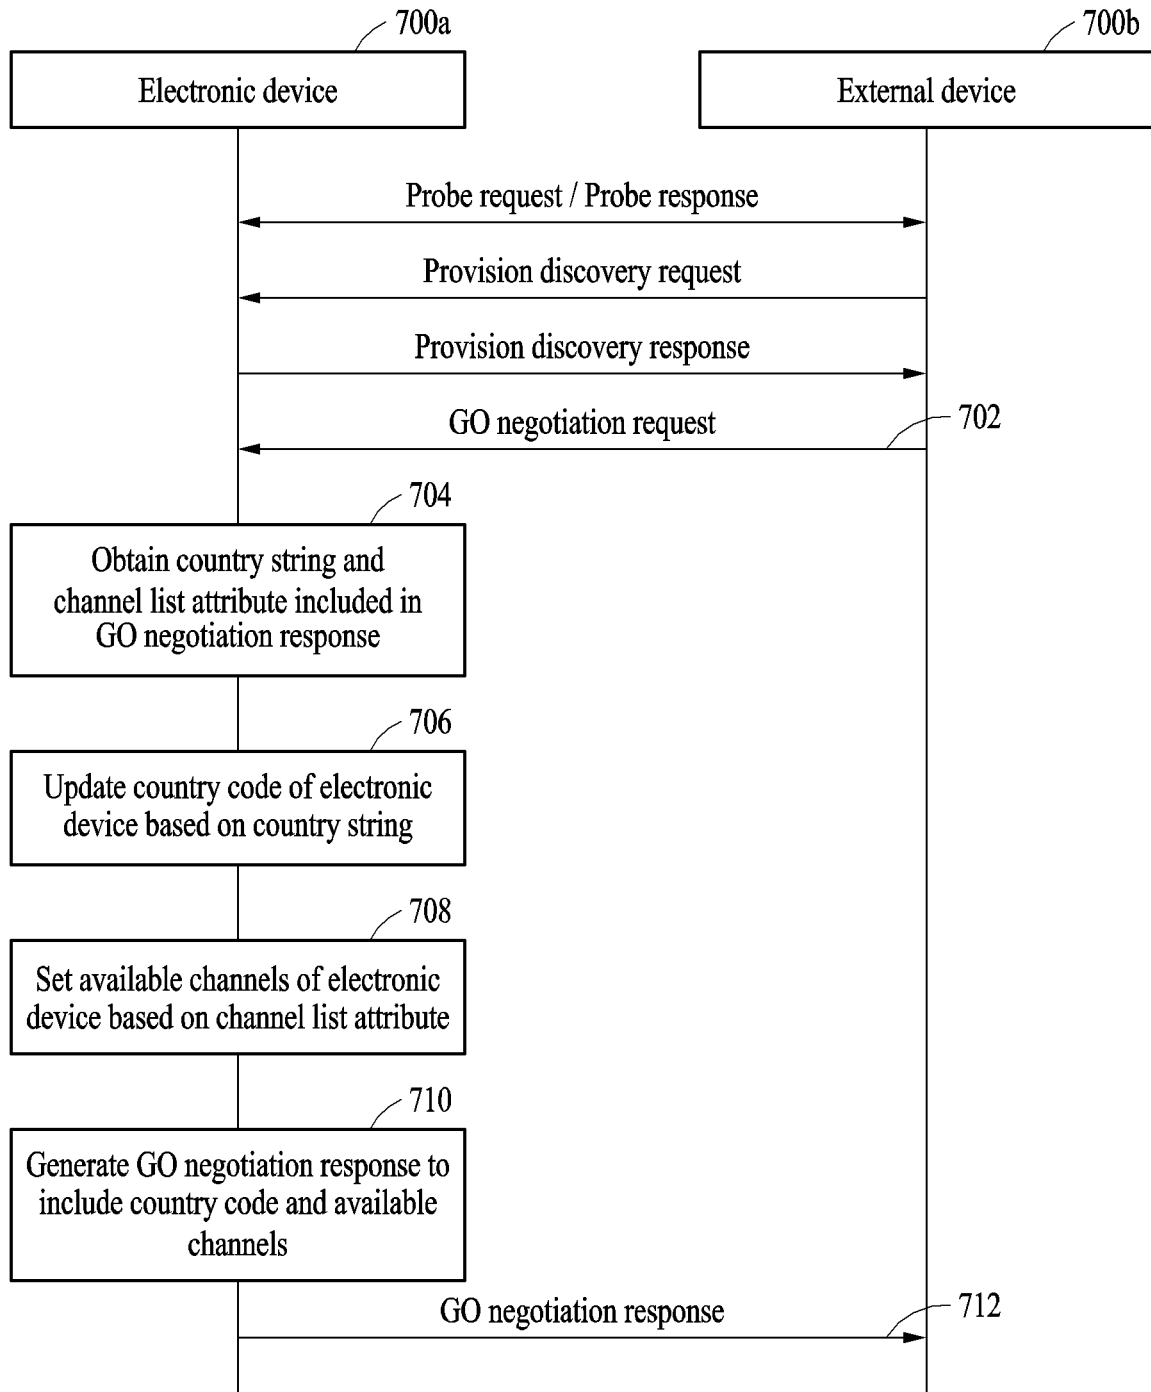 700a
700b
Electronic device
External device
Probe request / Probe response
Provision discovery request
Provision discovery response
GO negotiation request
702
704
Obtain country string and
channel list attribute included in
GO negotiation response
706
Update country code of electronic
device based on country string
708
Set available channels of electronic
device based on channel list attribute
710
Generate GO negotiation response to
include country code and available
channels
GO negotiation response
712